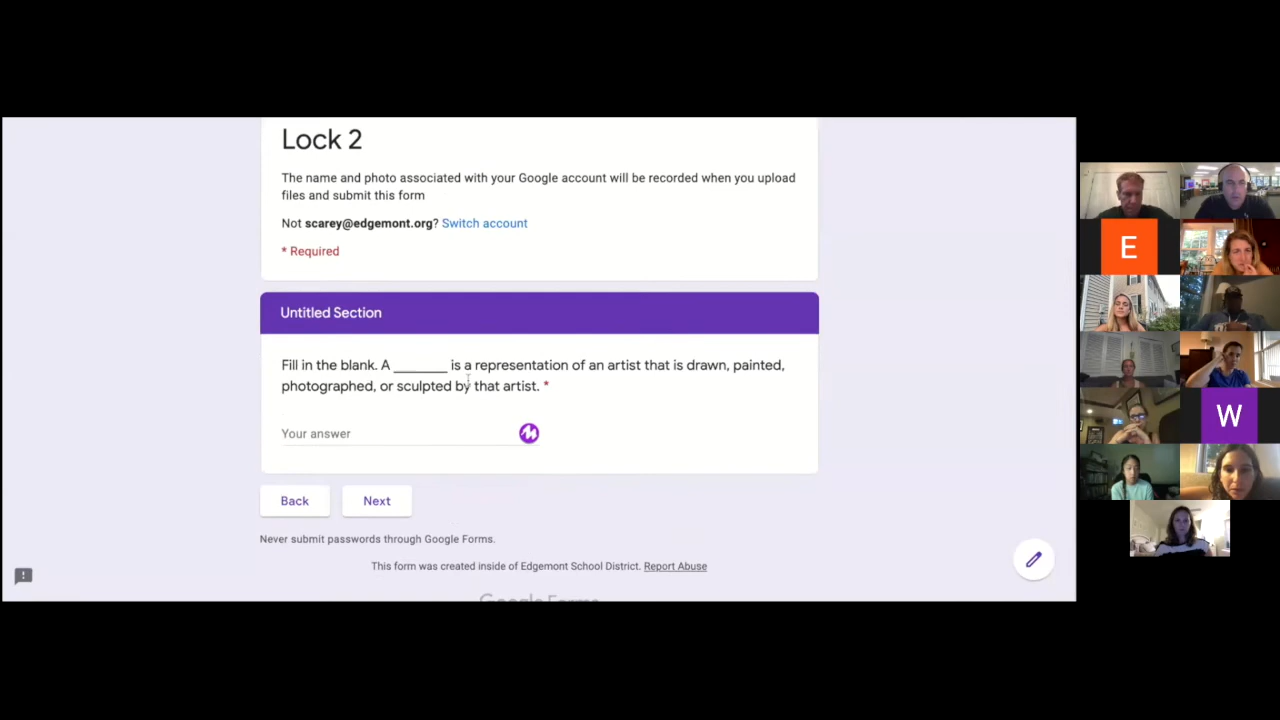 Lock 2
The name and photo associated with your Google account will be recorded when you upload
files and submit this form
Not scarey@edgemont.org? Switch account
* Required
Untitled Section
Fill in the blank. A _______ is a representation of an artist that is drawn, painted,
photographed, or sculpted by that artist. *
Your answer
Back
Next
Never submit passwords through Google Forms.
This form was created inside of Edgemont School District. Report Abuse
Google Forms
E
W